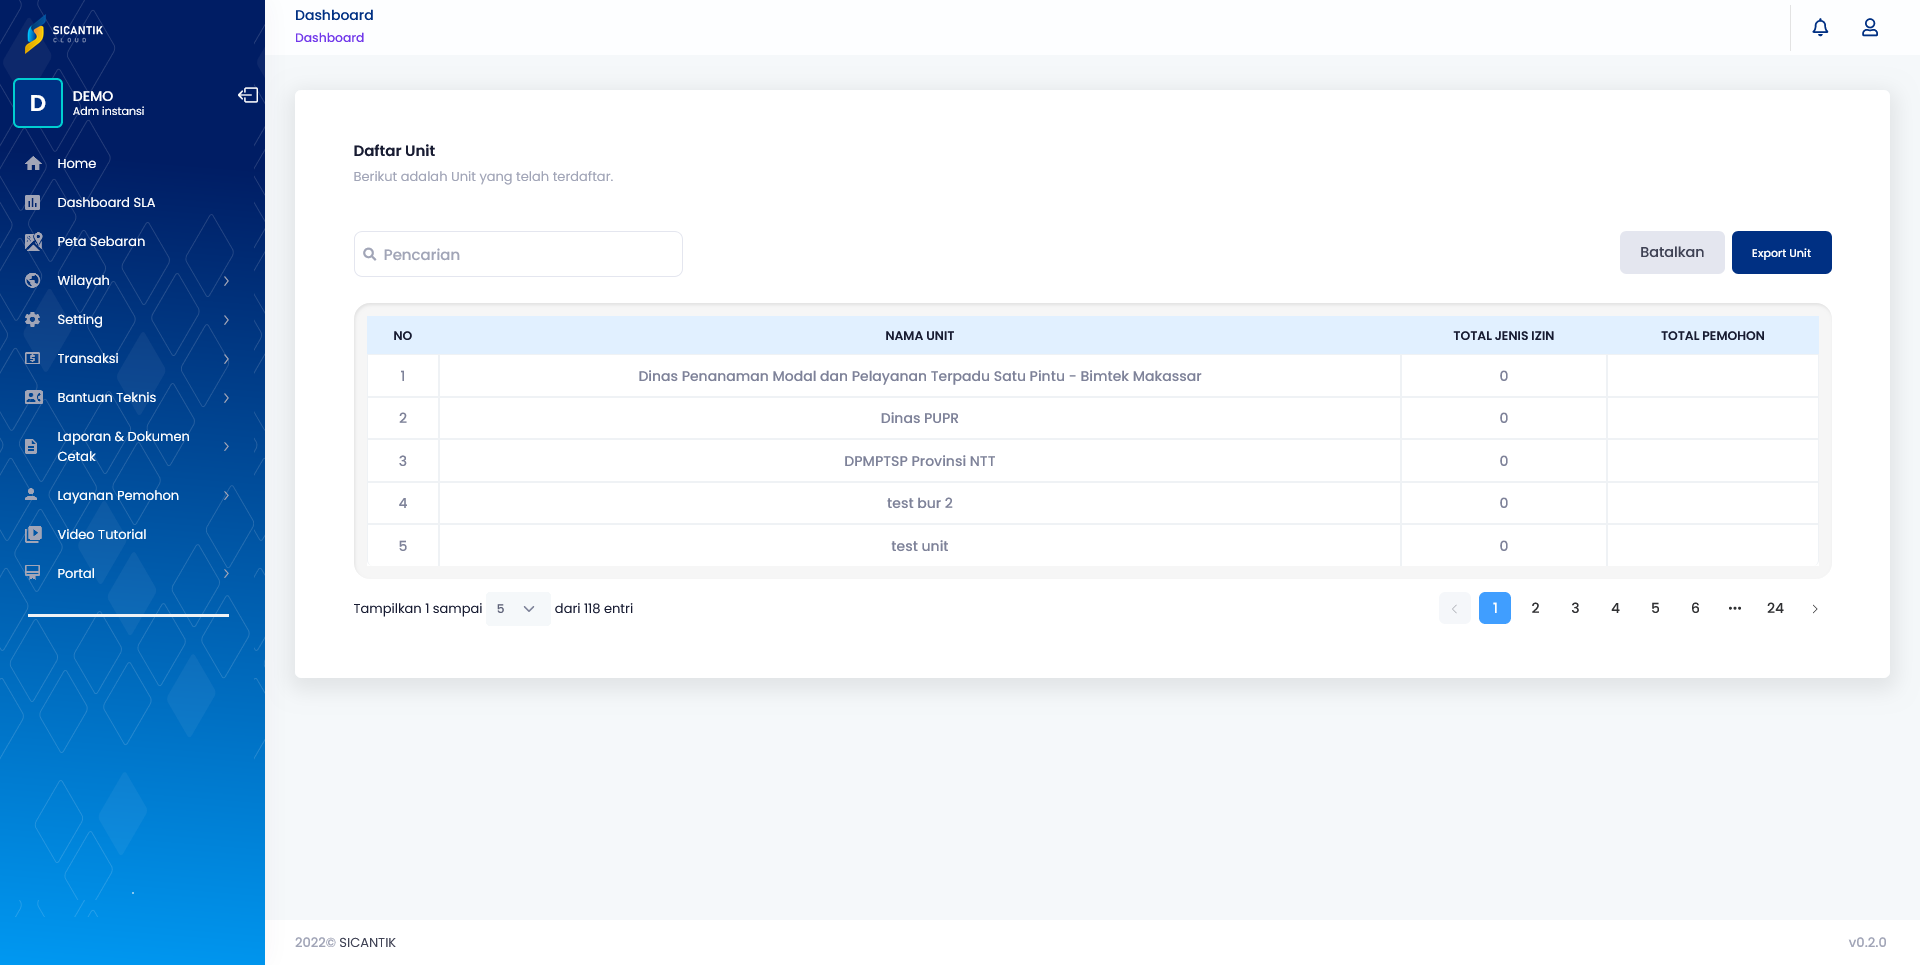 SICANTIK
CLOUD
Dashboard
Dashboard
D
DEMO
Adm instansi
Home
Dashboard SLA
Peta Sebaran
Wilayah
Setting
Transaksi
Bantuan Teknis
Laporan & Dokumen
Cetak
Layanan Pemohon
Video Tutorial
Portal
Daftar Unit
Berikut adalah Unit yang telah terdaftar.
Pencarian
Batalkan
Export Unit
NO NAMA UNIT TOTAL JENIS IZIN TOTAL PEMOHON
1 Dinas Penanaman Modal dan Pelayanan Terpadu Satu Pintu - Bimtek Makassar 0
2 Dinas PUPR 0
3 DPMPTSP Provinsi NTT 0
4 test bur 2 0
5 test unit 0
Tampilkan 1 sampai 5 dari 118 entri
1 2 3 4 5 6 ••• 24
2022© SICANTIK
v0.2.0